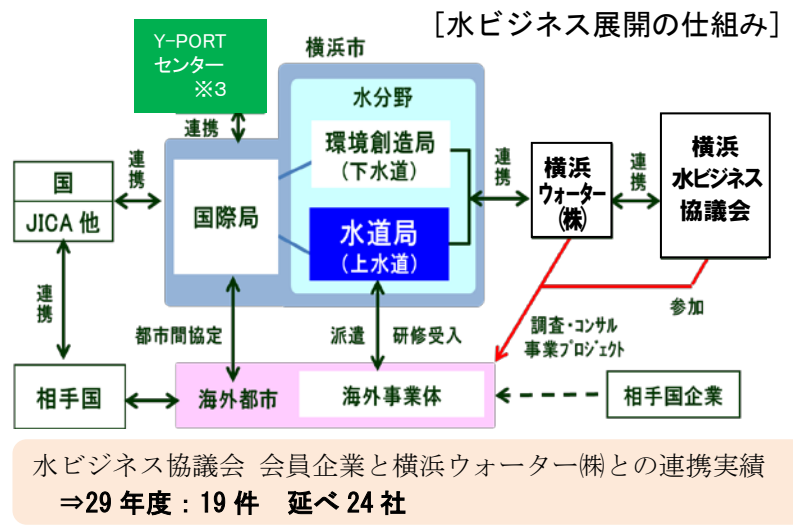 ［水ビジネス展開の仕組み］
Y-PORT
センター
※3
横浜市
水分野
連携
環境創造局
（下水道）
国際局
水道局
（上水道）
連携
国
JICA 他
連携
横浜
ウォーター
㈱
連携
横浜
水ビジネス
協議会
連携
都市間協定
派遣 研修受入
調査・コンサル
事業プロジェクト
参加
相手国
海外都市
海外事業体
相手国企業
水ビジネス協議会 会員企業と横浜ウォーター㈱との連携実績
⇒29 年度：19 件 延べ 24 社